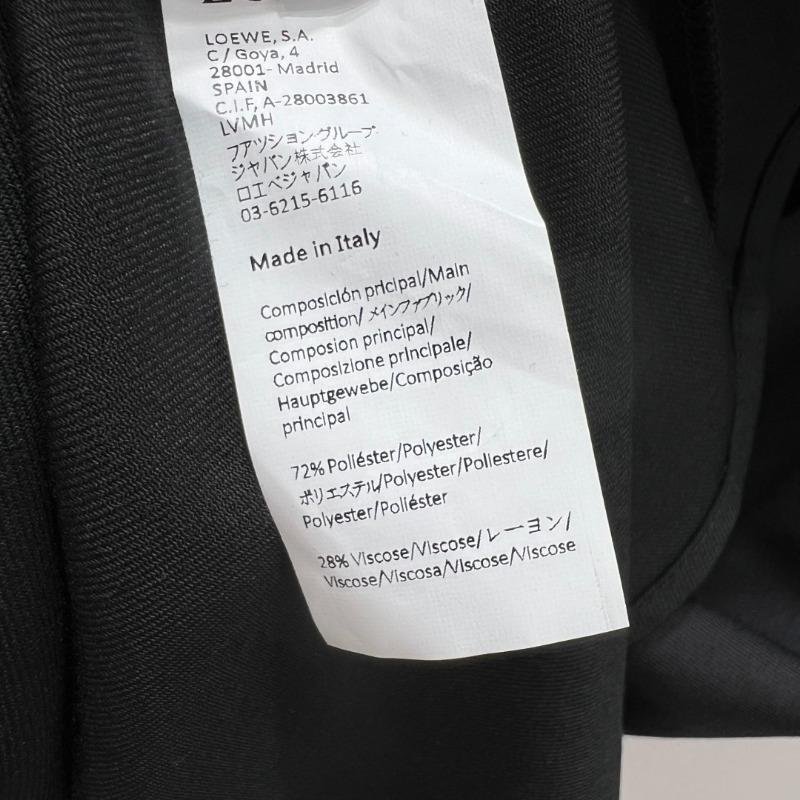 LOEWE, S.A.
C / Goya, 4
28001- Madrid
SPAIN
C.I.F, A-28003861
LVMH
ファツション・グループ
ジャパン株式会社
ロエベジャパン
03-6215-6116
Made in Italy
Composición pricipal/Main
composition/ メインファブリック/
Composion principal/
Composizione principale/
Hauptgewebe/Composição
principal
72% Poliéster/Polyester/
ポリエステル/Polyester/Poliestere/
Polyester/Poliéster
28% Viscose/Viscose/レーヨン/
Viscose/Viscosa/Viscose/Viscose